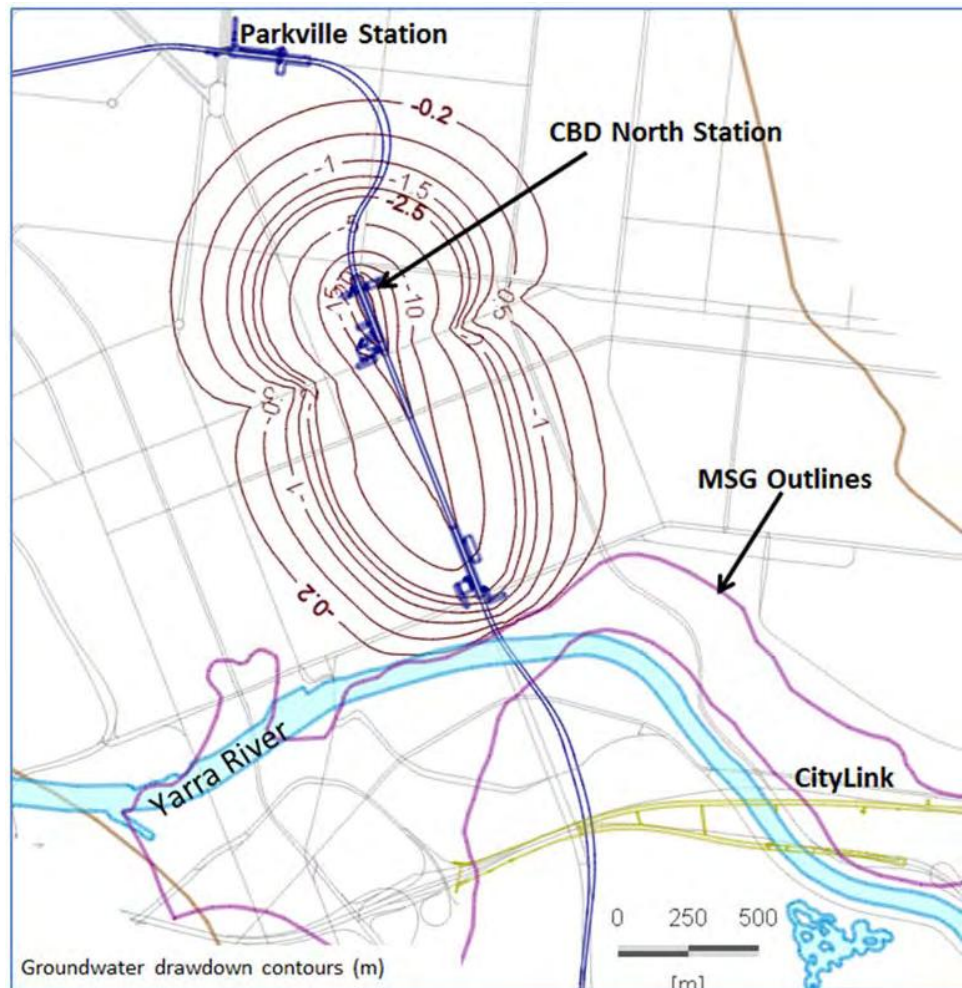 Parkville Station
-0.2
CBD North Station
-1
-1.5
-2.5
-5
-15
-10
-0.5
-0.5
-1
-1
-0.2
MSG Outlines
Yarra River
CityLink
0 250 500
[m]
Groundwater drawdown contours (m)